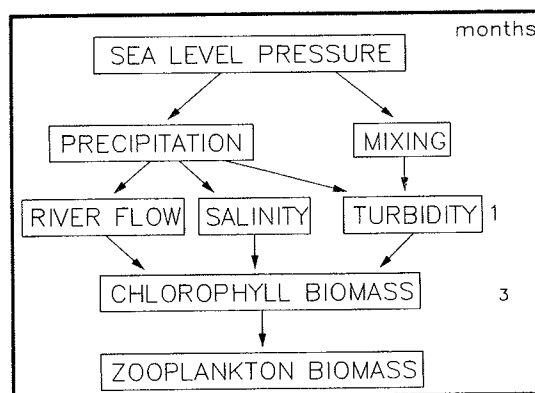 months
SEA LEVEL PRESSURE
PRECIPITATION MIXING
RIVER FLOW SALINITY TURBIDITY 1
CHLOROPHYLL BIOMASS 3
ZOOPLANKTON BIOMASS